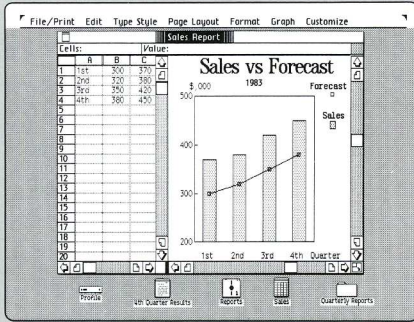 File/Print Edit Type Style Page Layout Format Graph Customize
Sales Report
Cells: Value:
A B C
1 1st 300 370
2 2nd 320 380
3 3rd 350 420
4 4th 380 450
5
6
7
8
9
10
11
12
13
14
15
16
17
18
19
20
Sales vs Forecast
$,000 1983
Forecast
Sales
500
400
300
200
1st 2nd 3rd 4th Quarter
Profile
4th Quarter Results
Reports
Sales
Quarterly Reports